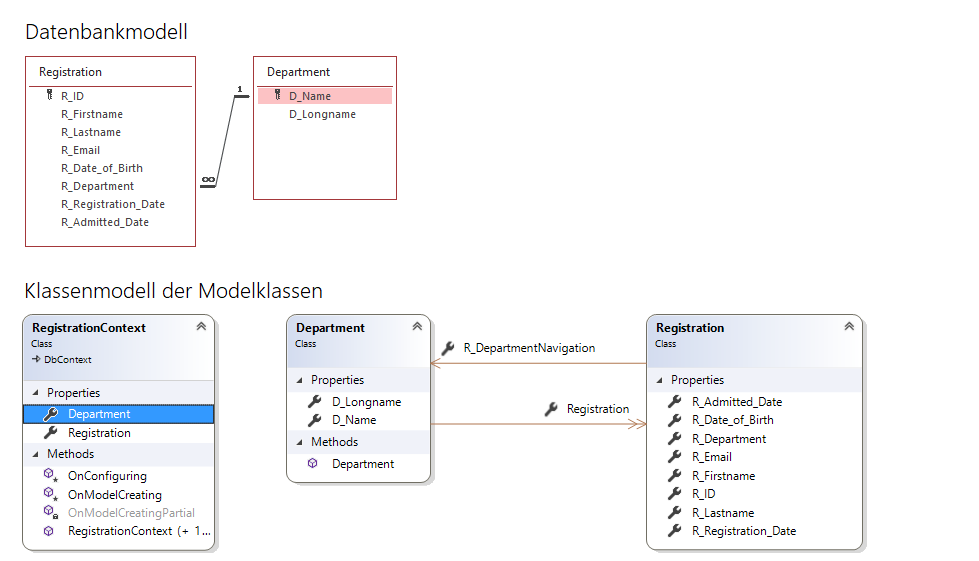 Datenbankmodell
Registration
R_ID
R_Firstname
R_Lastname
R_Email
R_Date_of_Birth
R_Department
R_Registration_Date
R_Admitted_Date
1
∞
Department
D_Name
D_Longname
Klassenmodell der Modelklassen
RegistrationContext
Class
DbContext
Properties
Department
Registration
Methods
OnConfiguring
OnModelCreating
OnModelCreatingPartial
RegistrationContext (+ 1...
Department
Class
Properties
D_Longname
D_Name
Methods
Department
R_DepartmentNavigation
Registration
Registration
Class
Properties
R_Admitted_Date
R_Date_of_Birth
R_Department
R_Email
R_Firstname
R_ID
R_Lastname
R_Registration_Date